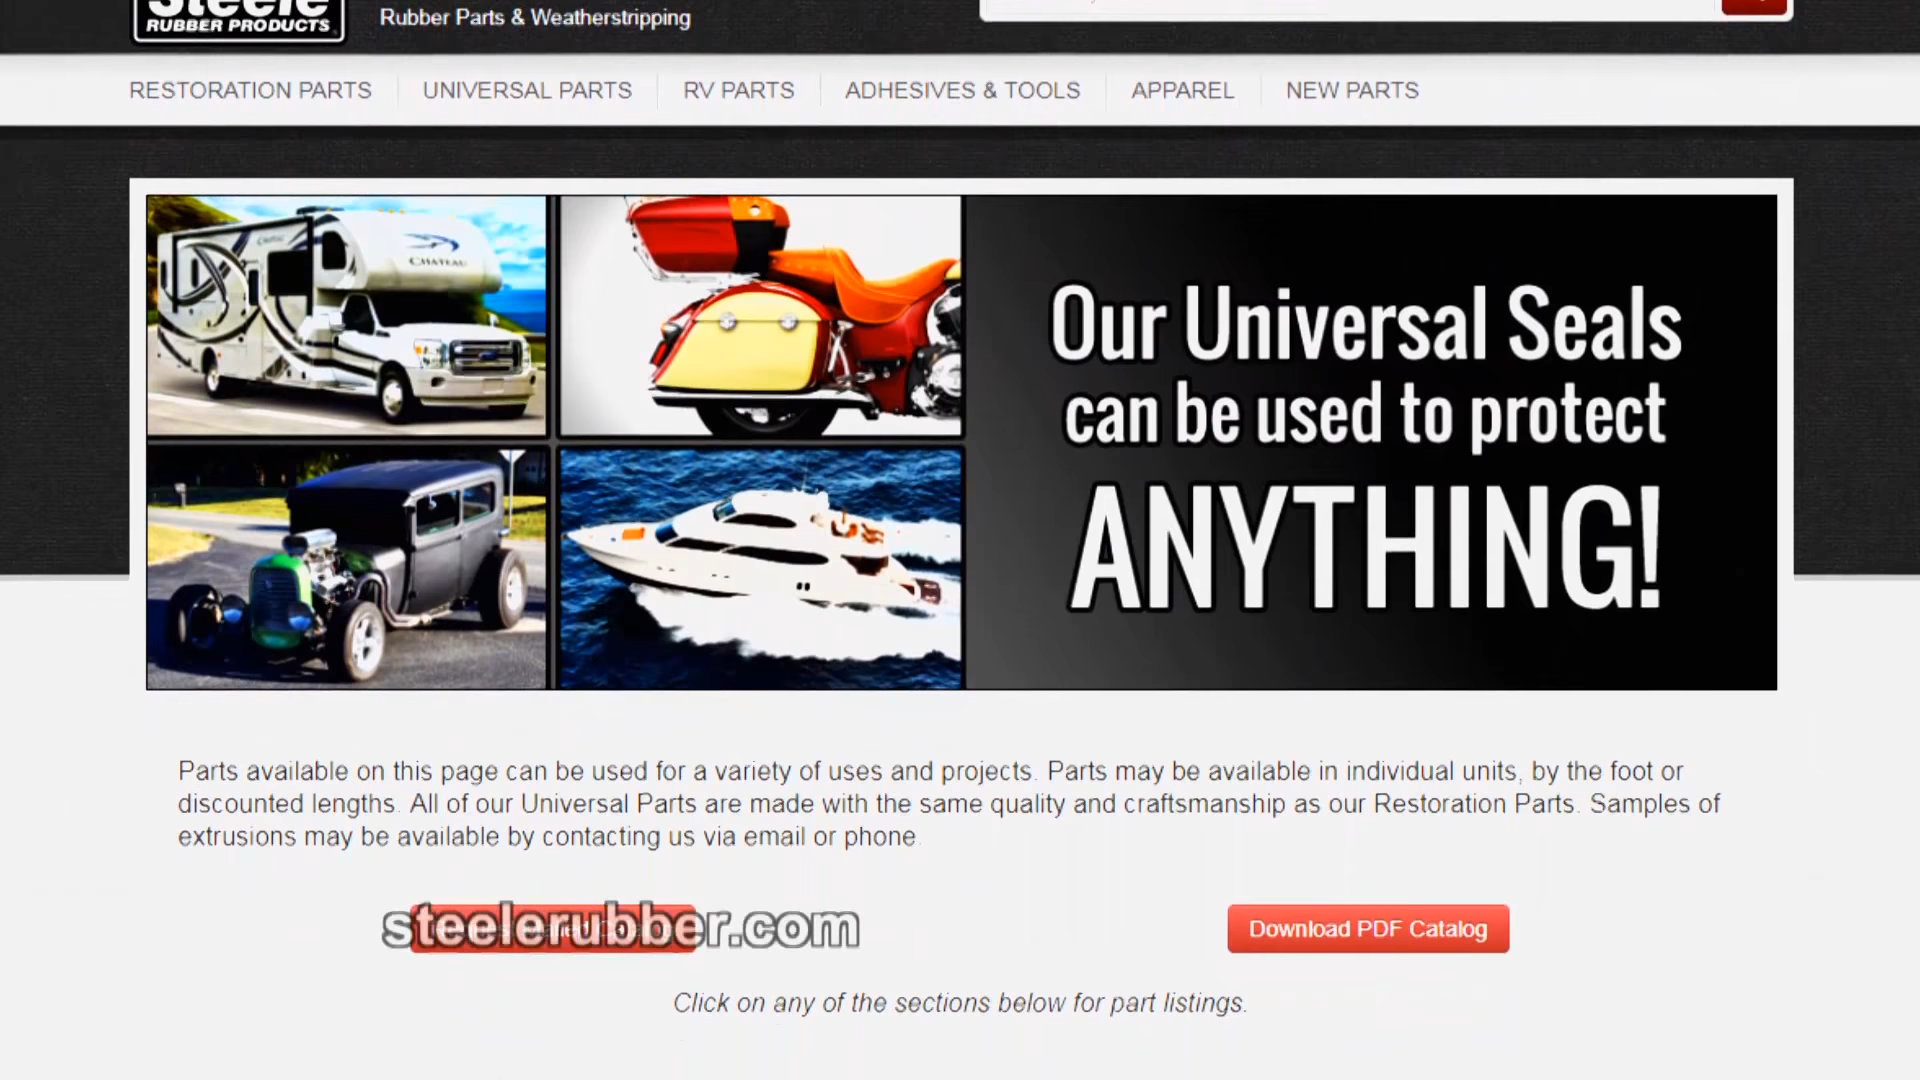 Steele
RUBBER PRODUCTS
Rubber Parts & Weatherstripping
RESTORATION PARTS
UNIVERSAL PARTS
RV PARTS
ADHESIVES & TOOLS
APPAREL
NEW PARTS
CHATEAU
Our Universal Seals
can be used to protect
ANYTHING!
Parts available on this page can be used for a variety of uses and projects. Parts may be available in individual units, by the foot or
discounted lengths. All of our Universal Parts are made with the same quality and craftsmanship as our Restoration Parts. Samples of
extrusions may be available by contacting us via email or phone.
steelerubber.com
Download PDF Catalog
Click on any of the sections below for part listings.